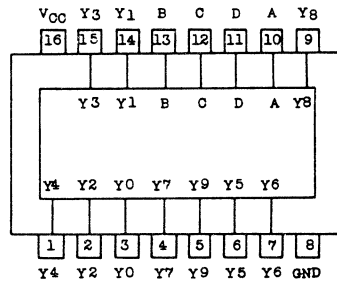 VCC Y3 Y1 B C D A Y8
16 15 14 13 12 11 10 9
Y3 Y1 B C D A Y8
Y4 Y2 Y0 Y7 Y9 Y5 Y6
1 2 3 4 5 6 7 8
Y4 Y2 Y0 Y7 Y9 Y5 Y6 GND